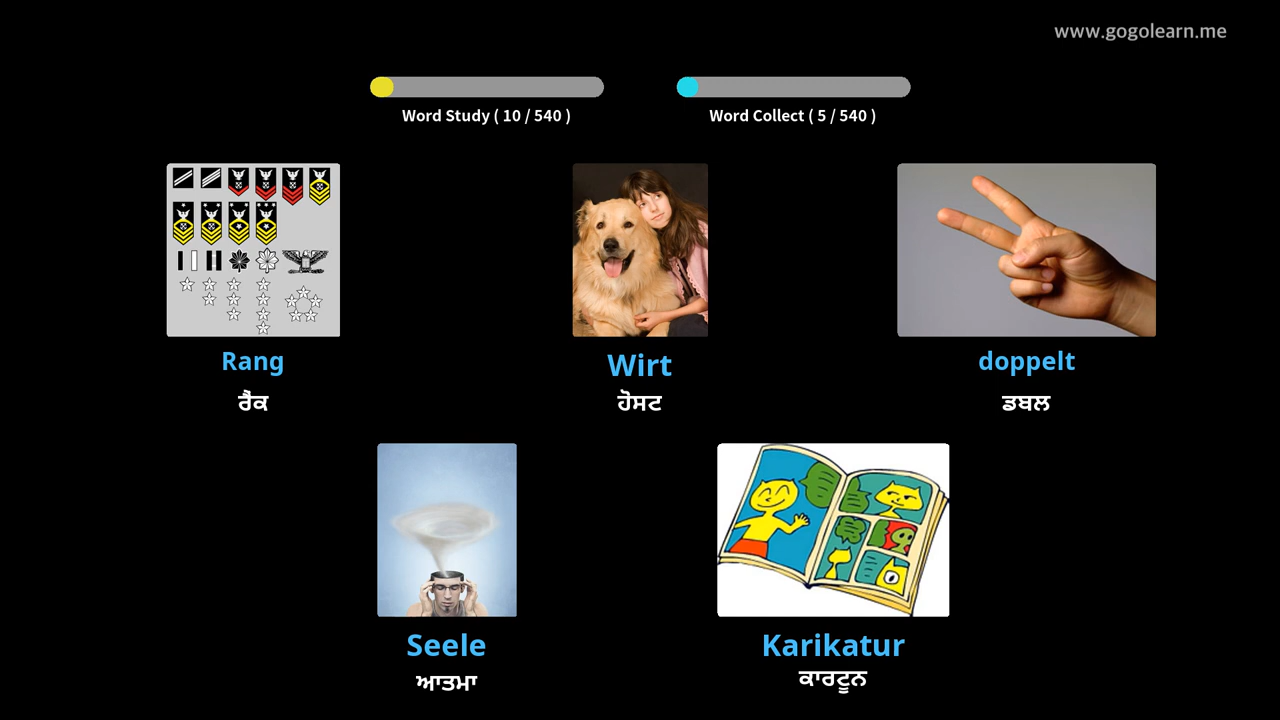 www.gogolearn.me
Word Study ( 10 / 540 )
Word Collect ( 5 / 540 )
Rang
ਰੈਂਕ
Wirt
ਹੋਸਟ
doppelt
ਡਬਲ
Seele
ਆਤਮਾ
Karikatur
ਕਾਰਟੂਨ